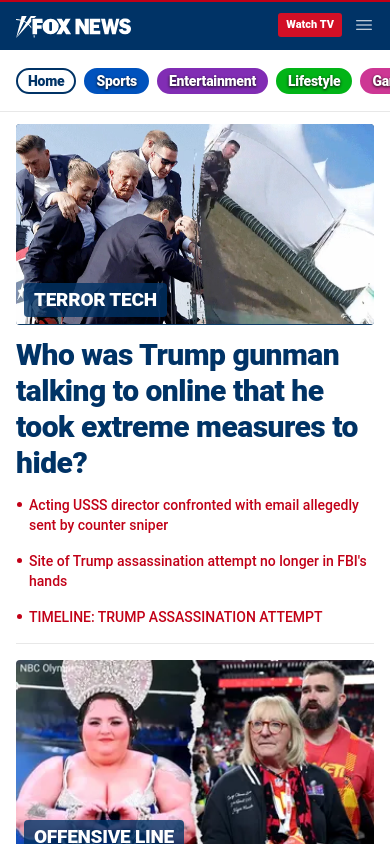 FOX NEWS
Watch TV
Home
Sports
Entertainment
Lifestyle
Ga
TERROR TECH
Who was Trump gunman
talking to online that he
took extreme measures to
hide?
Acting USSS director confronted with email allegedly
sent by counter sniper
Site of Trump assassination attempt no longer in FBI's
hands
TIMELINE: TRUMP ASSASSINATION ATTEMPT
NBC Olympi
OFFENSIVE LINE